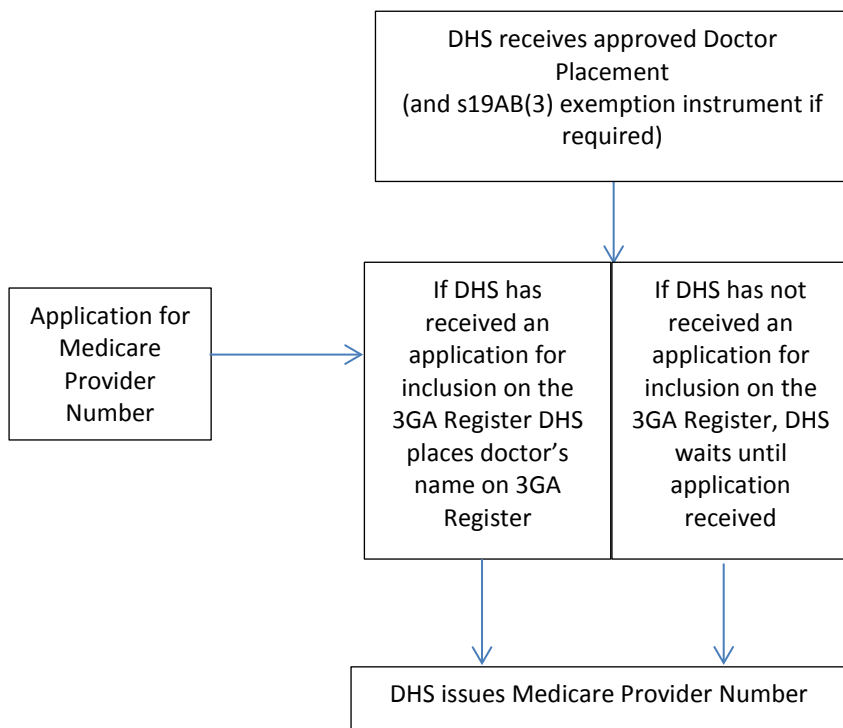 DHS receives approved Doctor
Placement
(and s19AB(3) exemption instrument if
required)
Application for
Medicare
Provider
Number
If DHS has
received an
application for
inclusion on the
3GA Register DHS
places doctor’s
name on 3GA
Register
If DHS has not
received an
application for
inclusion on the
3GA Register, DHS
waits until
application
received
DHS issues Medicare Provider Number